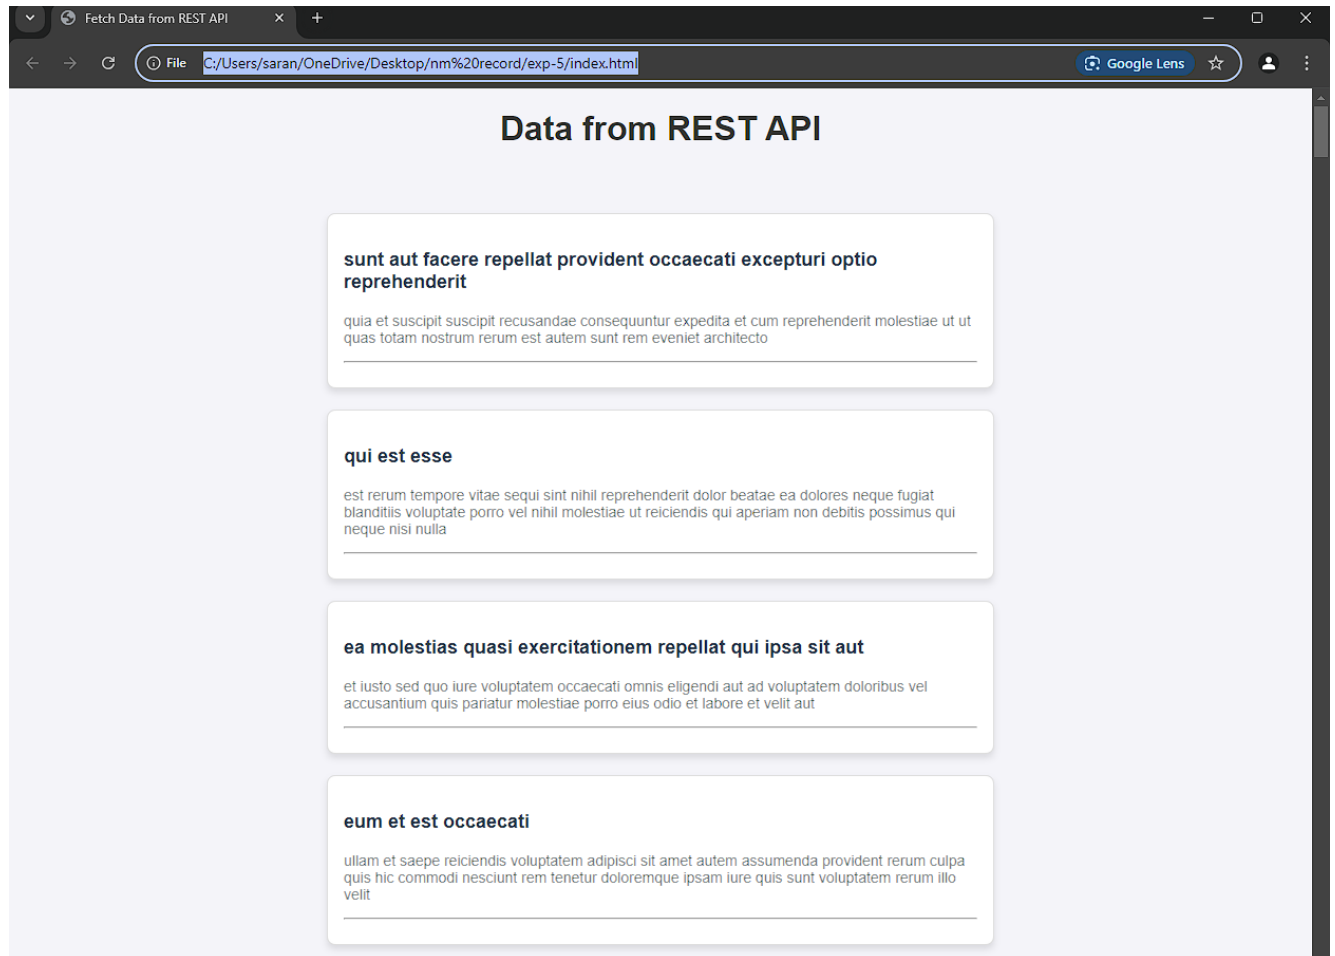 Fetch Data from REST API
File C:/Users/saran/OneDrive/Desktop/nm%20record/exp-5/index.html Google Lens
Data from REST API
sunt aut facere repellat provident occaecati excepturi optio
reprehenderit
quia et suscipit suscipit recusandae consequuntur expedita et cum reprehenderit molestiae ut ut
quas totam nostrum rerum est autem sunt rem eveniet architecto
qui est esse
est rerum tempore vitae sequi sint nihil reprehenderit dolor beatae ea dolores neque fugiat
blanditiis voluptate porro vel nihil molestiae ut reiciendis qui aperiam non debitis possimus qui
neque nisi nulla
ea molestias quasi exercitationem repellat qui ipsa sit aut
et iusto sed quo iure voluptatem occaecati omnis eligendi aut ad voluptatem doloribus vel
accusantium quis pariatur molestiae porro eius odio et labore et velit aut
eum et est occaecati
ullam et saepe reiciendis voluptatem adipisci sit amet autem assumenda provident rerum culpa
quis hic commodi nesciunt rem tenetur doloremque ipsam iure quis sunt voluptatem rerum illo
velit